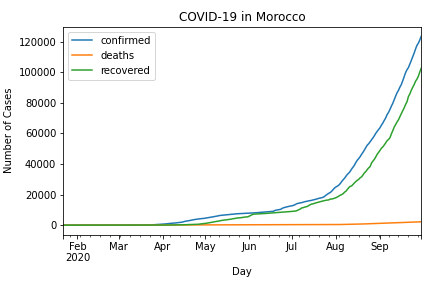 COVID-19 in Morocco
confirmed
deaths
recovered
120000
100000
80000
60000
40000
20000
0
Number of Cases
Feb Mar Apr May Jun Jul Aug Sep
2020
Day